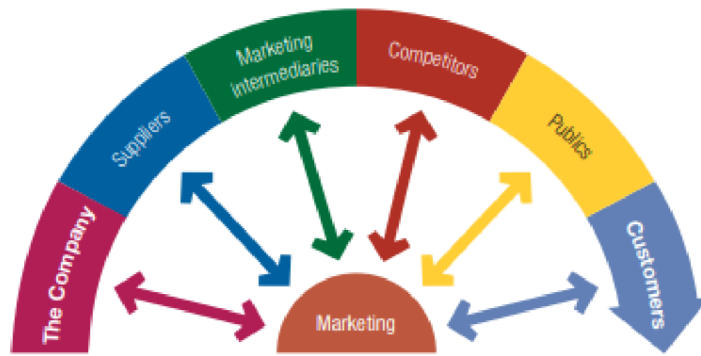 The Company
Suppliers
Marketing
intermediaries
Competitors
Publics
Customers
Marketing